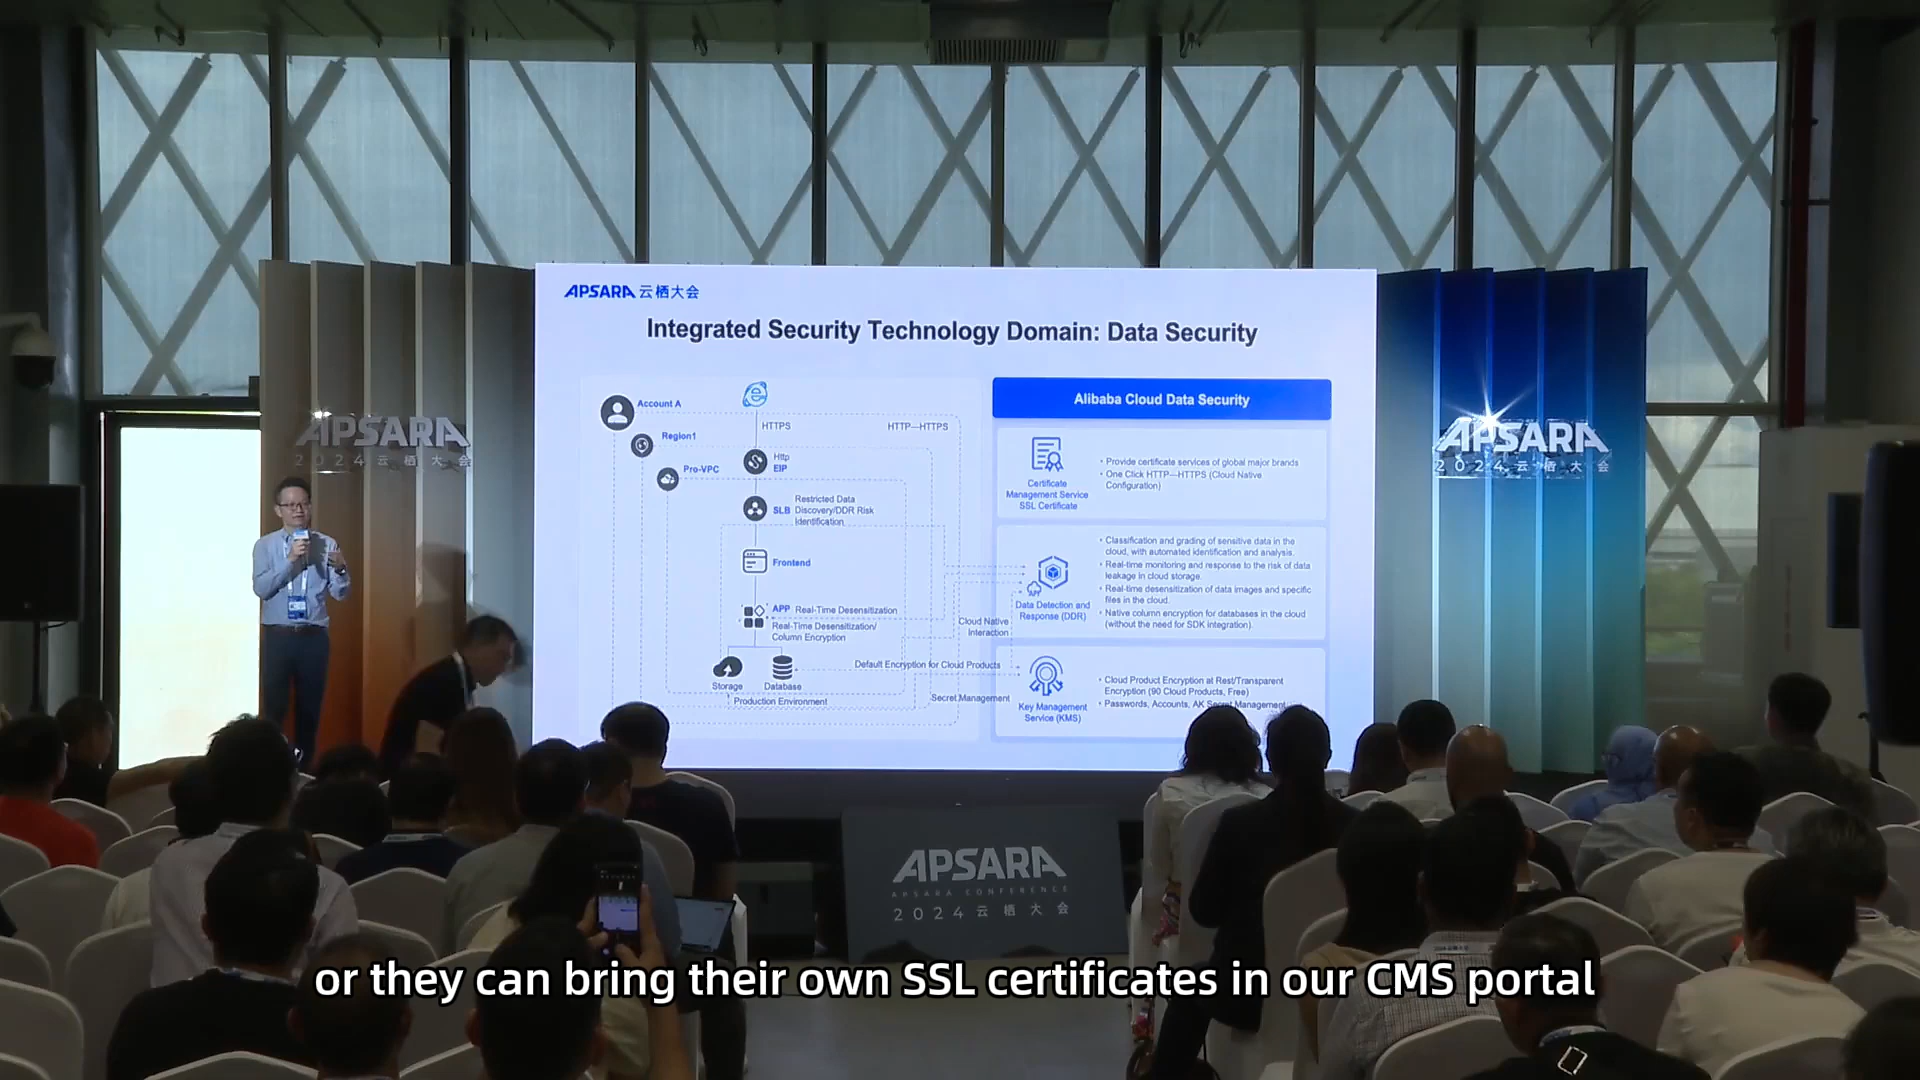 APSARA 云栖大会
Integrated Security Technology Domain: Data Security
Account A
HTTPS
HTTP—HTTPS
Region1
Http
EIP
Pro-VPC
SLB
Restricted Data
Discovery/DDR Risk
Identification
Frontend
APP Real-Time Desensitization
Real-Time Desensitization/
Column Encryption
Storage
Database
Production Environment
Cloud Native
Interaction
Default Encryption for Cloud Products
Secret Management
Alibaba Cloud Data Security
Certificate
Management Service
SSL Certificate
• Provide certificate services of global major brands
• One Click HTTP—HTTPS (Cloud Native
Configuration)
APP
Data Detection and
Response (DDR)
• Classification and grading of sensitive data in the
cloud, with automated identification and analysis.
• Real-time monitoring and response to the risk of data
leakage in cloud storage.
• Real-time desensitization of data images and specific
files in the cloud.
• Native column encryption for databases in the cloud
(without the need for SDK integration).
Key Management
Service (KMS)
• Cloud Product Encryption at Rest/Transparent
Encryption (90 Cloud Products, Free)
• Passwords, Accounts, AK Secret Management
APSARA
2024云栖大会
APSARA
2024云栖大会
APSARA
APSARA CONFERENCE
2024云栖大会
or they can bring their own SSL certificates in our CMS portal